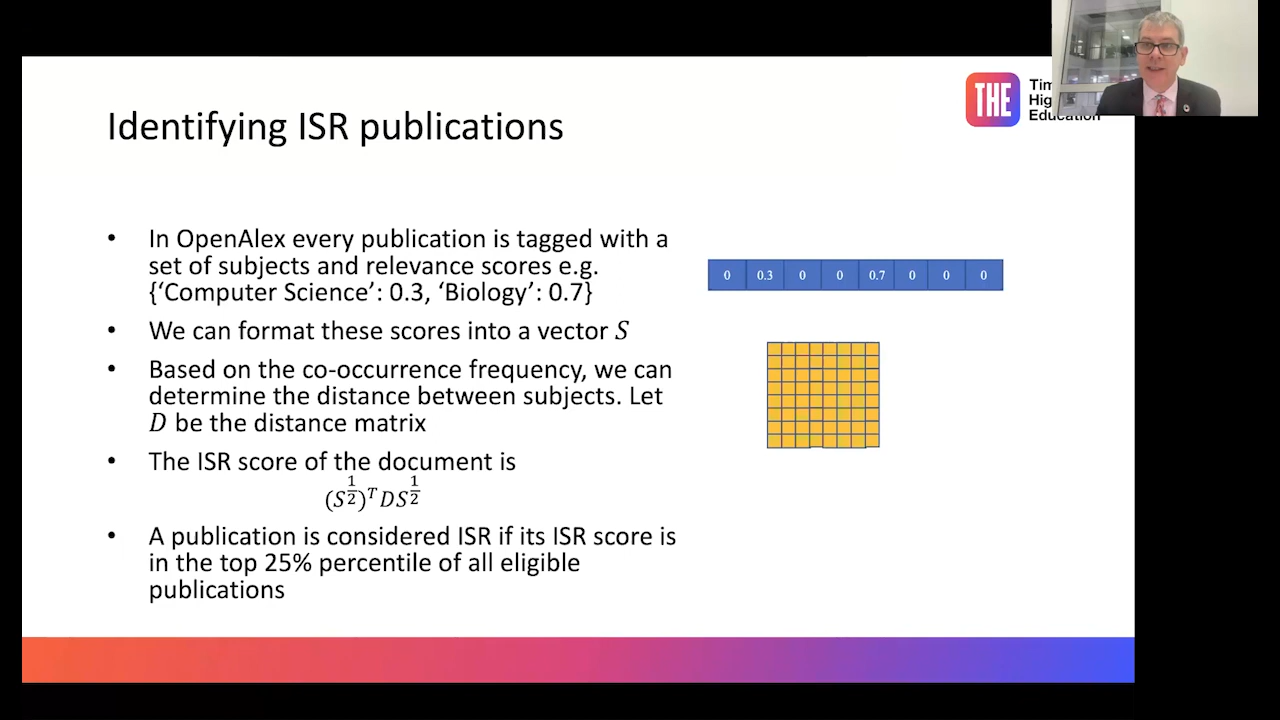 Identifying ISR publications
THE
Hig
Education
• In OpenAlex every publication is tagged with a
set of subjects and relevance scores e.g.
{‘Computer Science’: 0.3, ‘Biology’: 0.7}
• We can format these scores into a vector 𝑆
• Based on the co-occurrence frequency, we can
determine the distance between subjects. Let
𝐷 be the distance matrix
• The ISR score of the document is
(𝑆^{1/2})^𝑇 𝐷𝑆^{1/2}
• A publication is considered ISR if its ISR score is
in the top 25% percentile of all eligible
publications
0 0.3 0 0 0.7 0 0 0